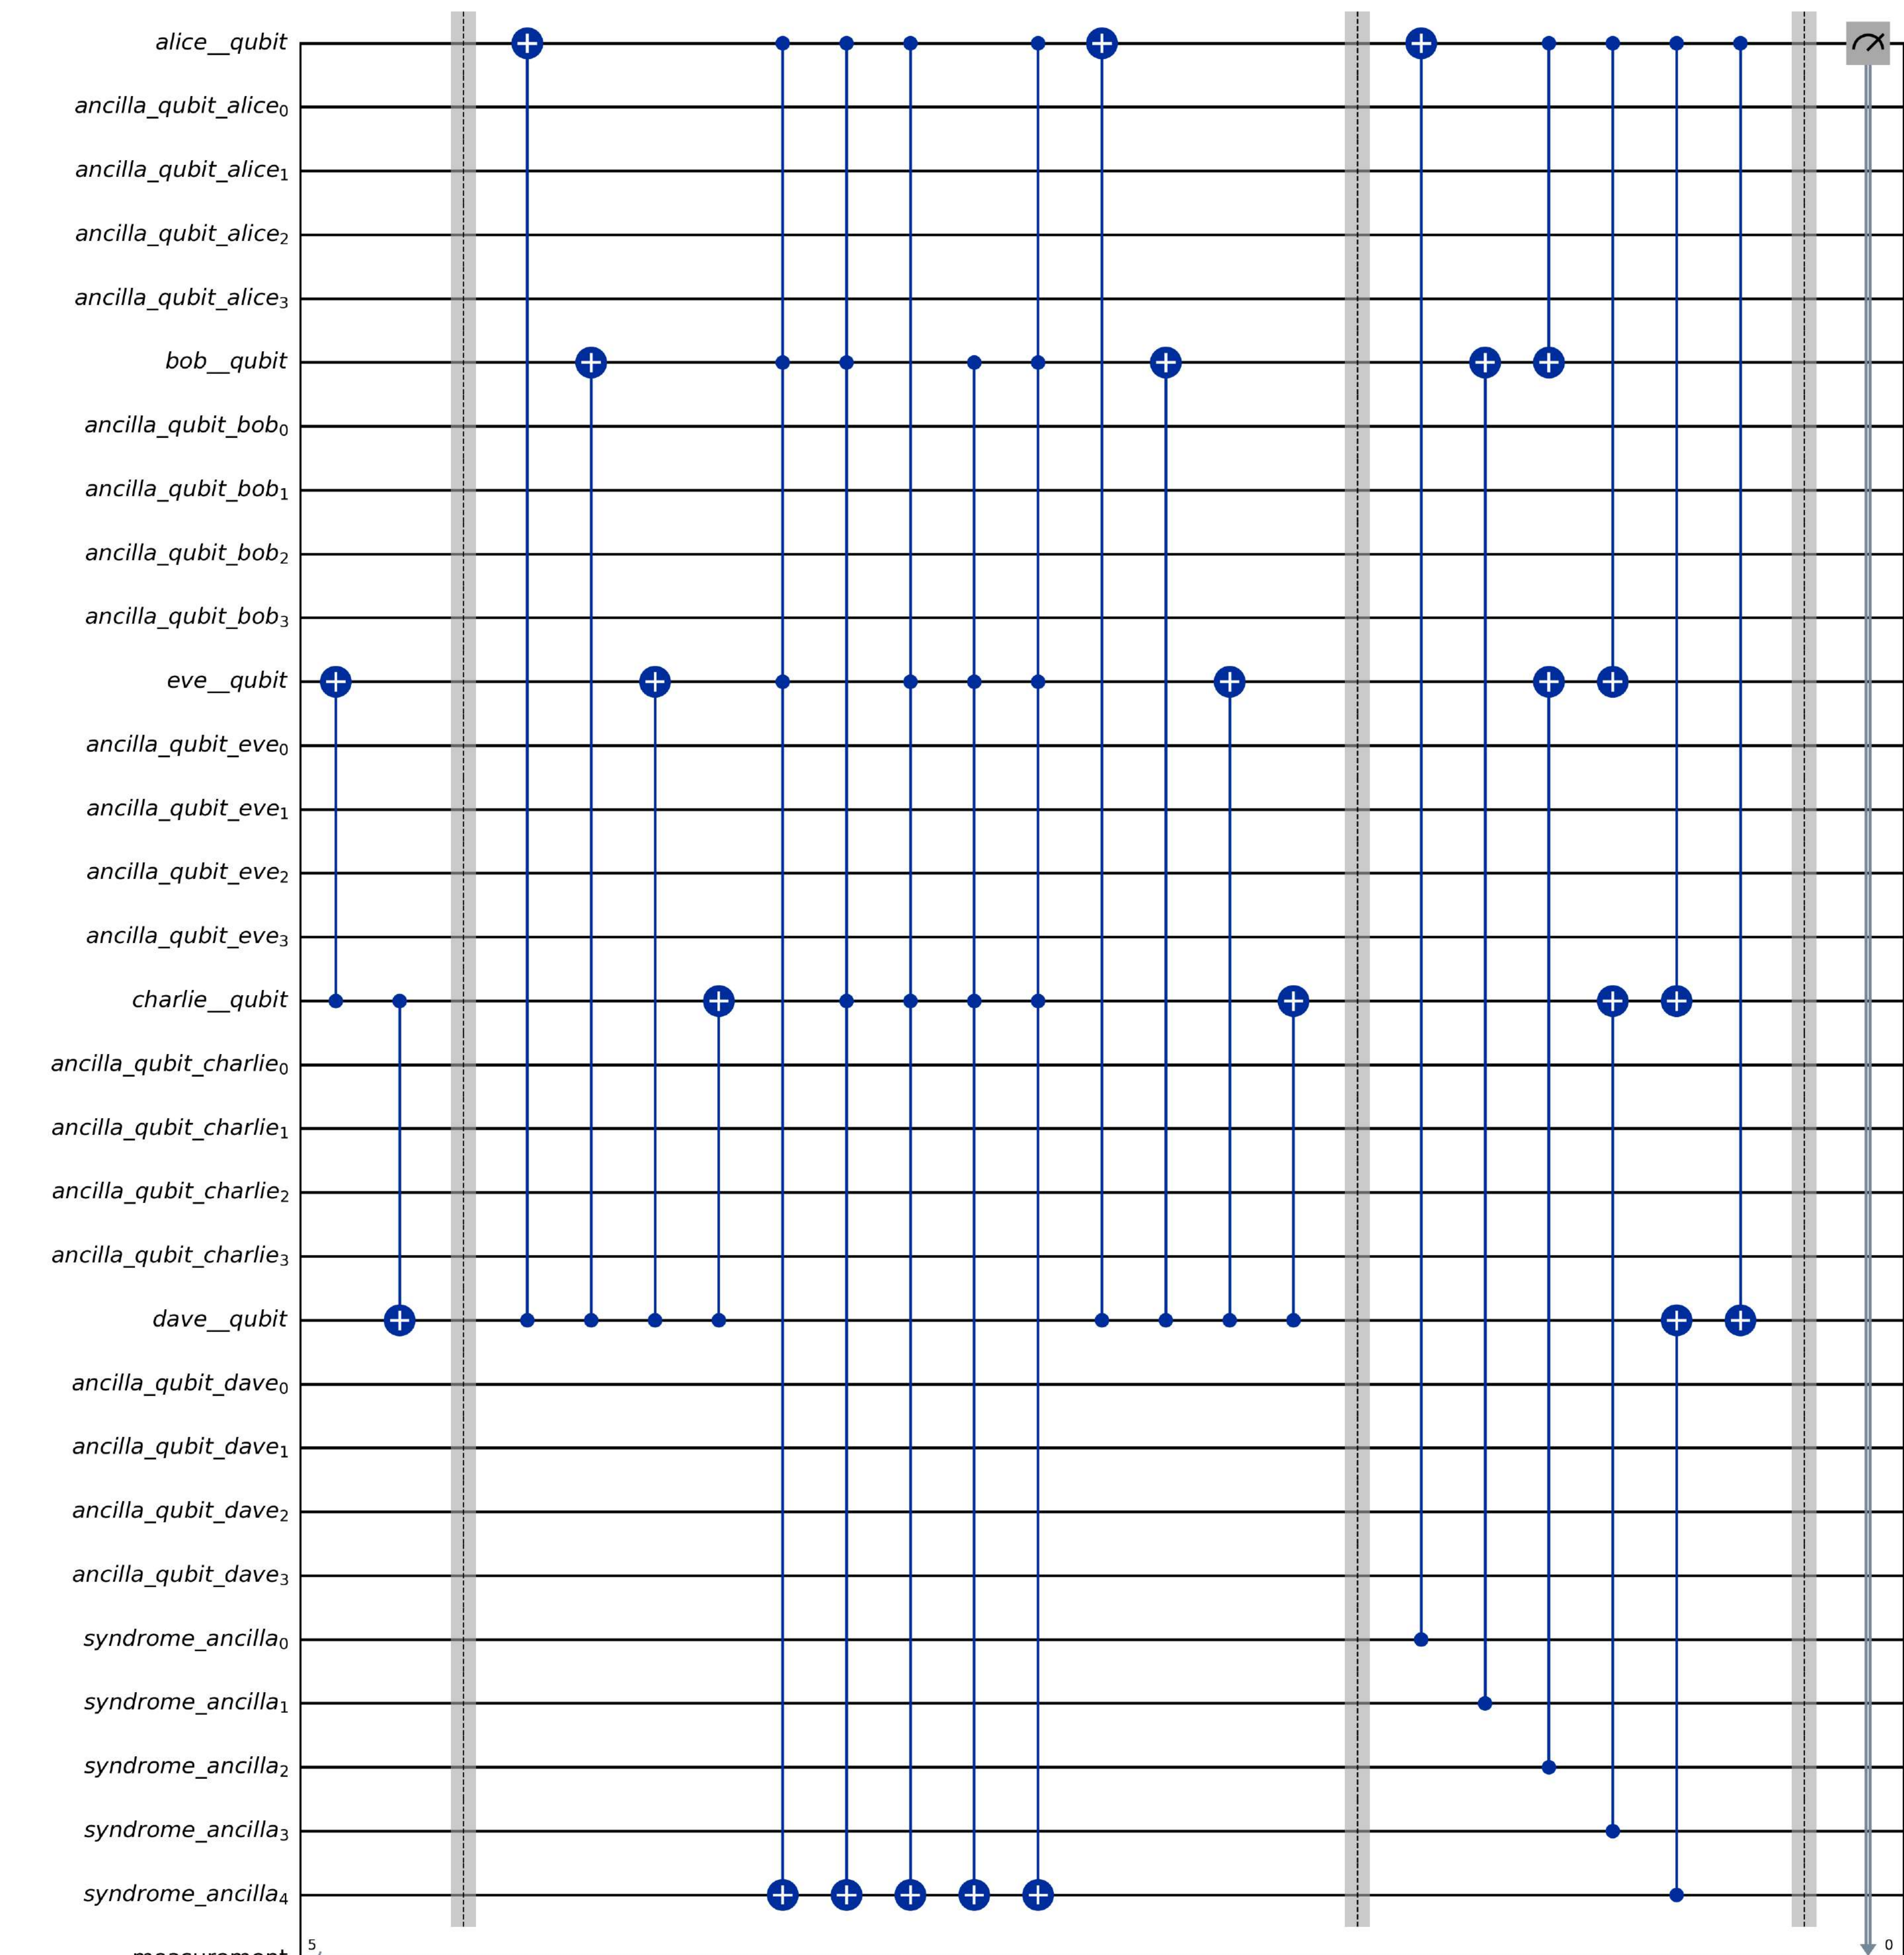 alice__qubit
ancilla_qubit_alice0
ancilla_qubit_alice1
ancilla_qubit_alice2
ancilla_qubit_alice3
bob__qubit
ancilla_qubit_bob0
ancilla_qubit_bob1
ancilla_qubit_bob2
ancilla_qubit_bob3
eve__qubit
ancilla_qubit_eve0
ancilla_qubit_eve1
ancilla_qubit_eve2
ancilla_qubit_eve3
charlie__qubit
ancilla_qubit_charlie0
ancilla_qubit_charlie1
ancilla_qubit_charlie2
ancilla_qubit_charlie3
dave__qubit
ancilla_qubit_dave0
ancilla_qubit_dave1
ancilla_qubit_dave2
ancilla_qubit_dave3
syndrome_ancilla0
syndrome_ancilla1
syndrome_ancilla2
syndrome_ancilla3
syndrome_ancilla4
measurement 5 0